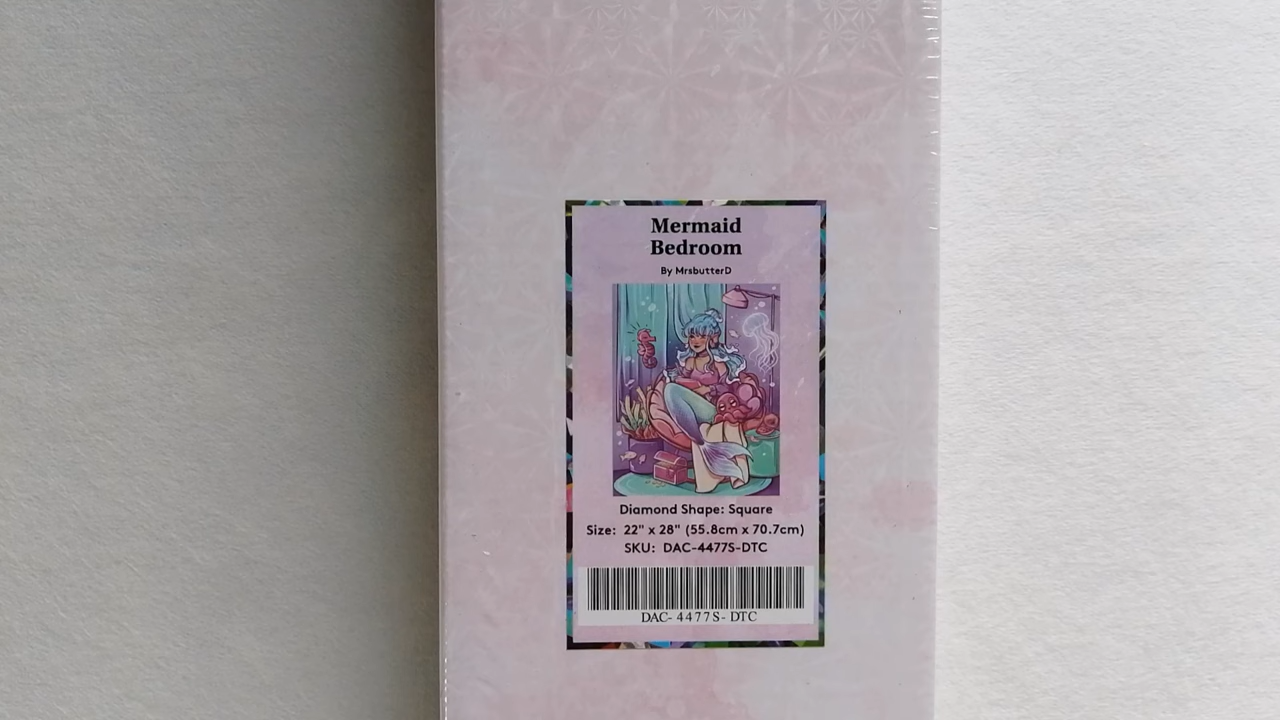 Mermaid
Bedroom
By MrsbutterD
Diamond Shape: Square
Size: 22" x 28" (55.8cm x 70.7cm)
SKU: DAC-4477S-DTC
DAC- 4477S- DTC